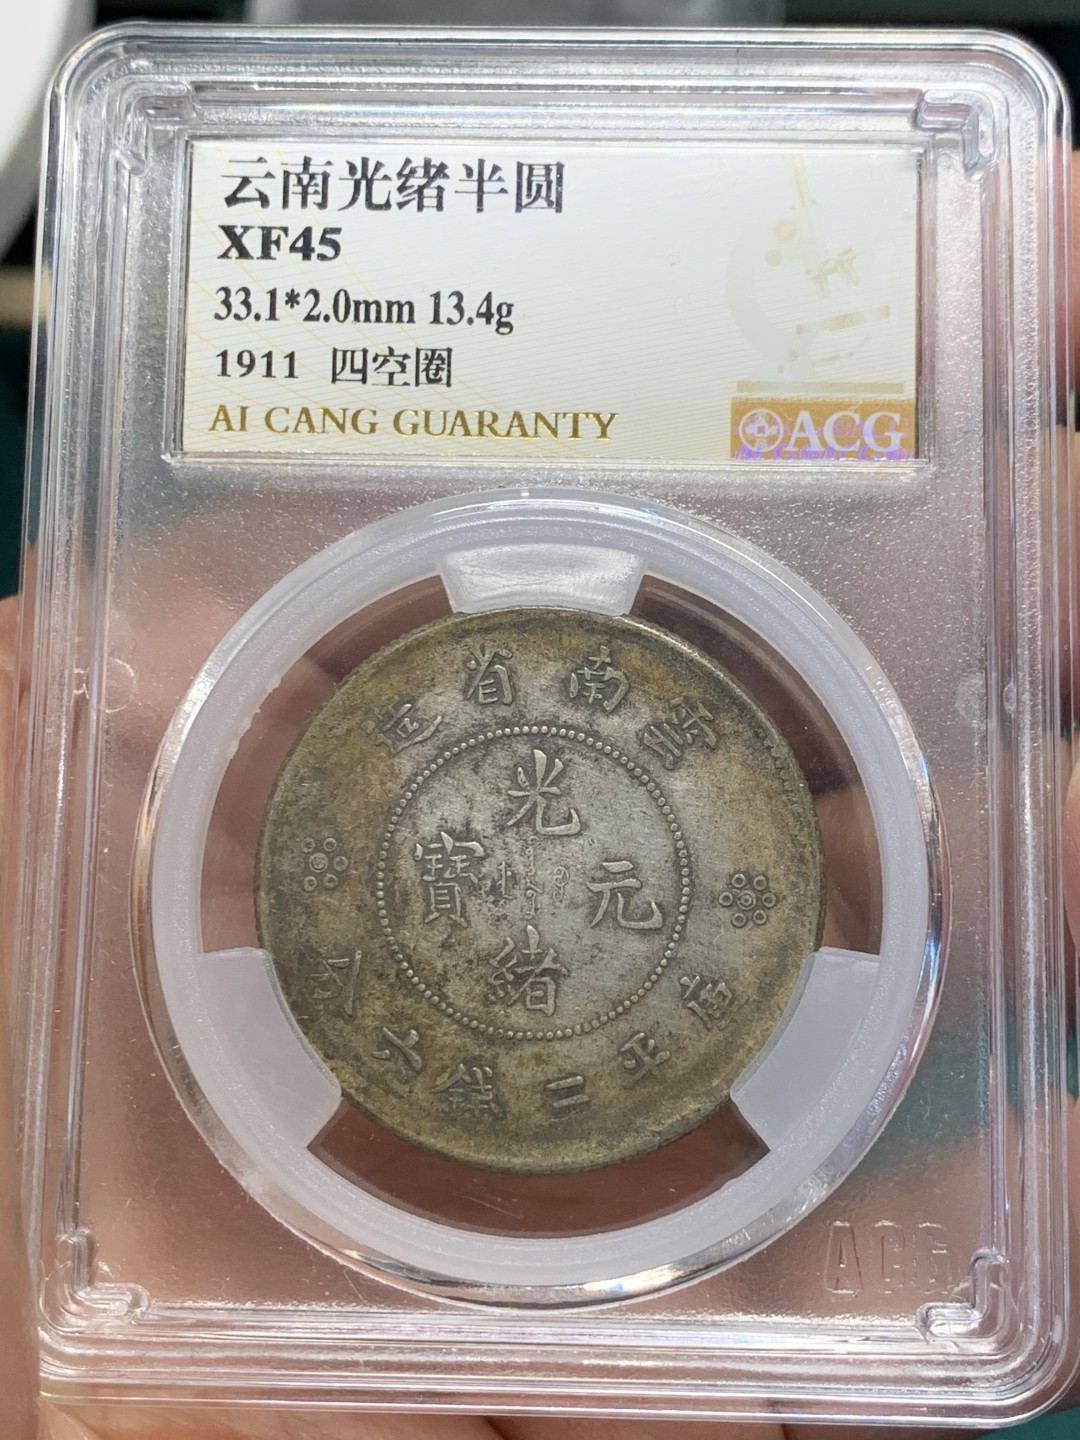 云南光绪半圆
XF45
33.1*2.0mm 13.4g
1911 四空圈
AI CANG GUARANTY
ACG
雲南省造
光緒元寶
庫平三錢六分
ACG